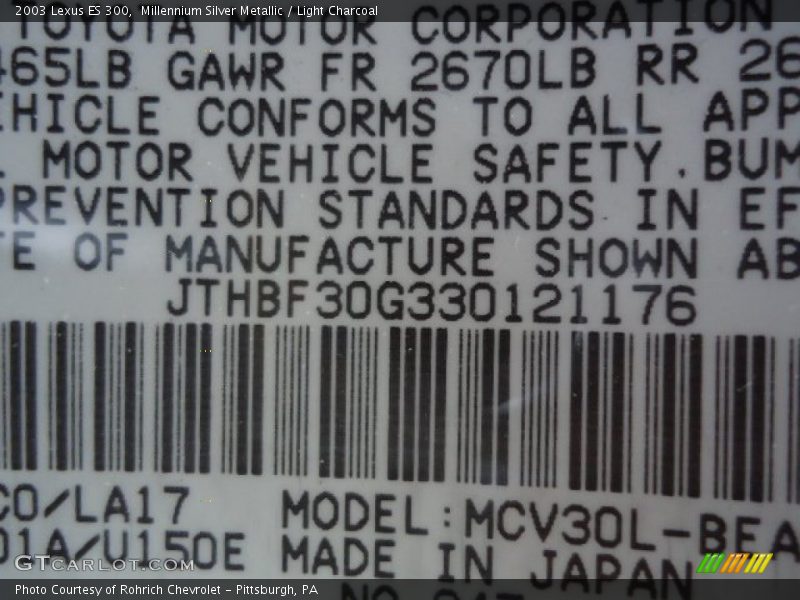 2003 Lexus ES 300, Millennium Silver Metallic / Light Charcoal
TOYOTA MOTOR CORPORATION
465LB GAWR FR 2670LB RR 26
HICLE CONFORMS TO ALL APP
MOTOR VEHICLE SAFETY, BUM
PREVENTION STANDARDS IN EF
E OF MANUFACTURE SHOWN AB
JTHBF30G330121176
CO/LA17 MODEL:MCV30L-BEA
01A/U150E MADE IN JAPAN
GTCARLOT.COM
Photo Courtesy of Rohrich Chevrolet - Pittsburgh, PA